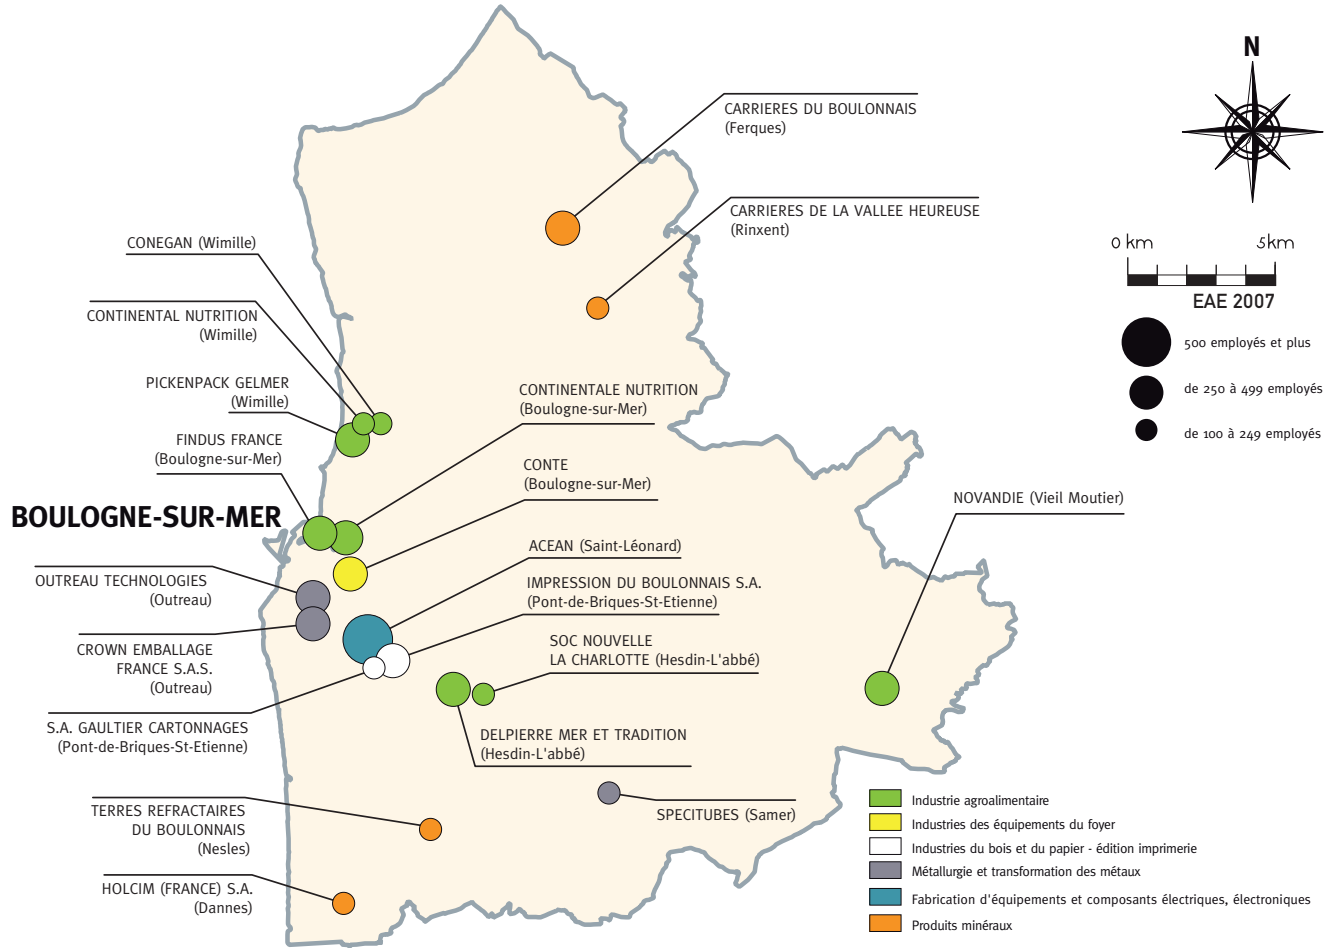 N
CARRIERES DU BOULONNAIS
(Ferques)
CARRIERES DE LA VALLEE HEUREUSE
(Rinxent)
0 km 5km
EAE 2007
500 employés et plus
de 250 à 499 employés
de 100 à 249 employés
CONEGAN (Wimille)
CONTINENTAL NUTRITION
(Wimille)
PICKENPACK GELMER
(Wimille)
FINDUS FRANCE
(Boulogne-sur-Mer)
CONTINENTALE NUTRITION
(Boulogne-sur-Mer)
CONTE
(Boulogne-sur-Mer)
NOVANDIE (Vieil Moutier)
BOULOGNE-SUR-MER
ACEAN (Saint-Léonard)
OUTREAU TECHNOLOGIES
(Outreau)
IMPRESSION DU BOULONNAIS S.A.
(Pont-de-Briques-St-Etienne)
CROWN EMBALLAGE
FRANCE S.A.S.
(Outreau)
SOC NOUVELLE
LA CHARLOTTE (Hesdin-L'abbé)
S.A. GAULTIER CARTONNAGES
(Pont-de-Briques-St-Etienne)
DELPIERRE MER ET TRADITION
(Hesdin-L'abbé)
TERRES REFRACTAIRES
DU BOULONNAIS
(Nesles)
SPECITUBES (Samer)
HOLCIM (FRANCE) S.A.
(Dannes)
Industrie agroalimentaire
Industries des équipements du foyer
Industries du bois et du papier - édition imprimerie
Métallurgie et transformation des métaux
Fabrication d'équipements et composants électriques, électroniques
Produits minéraux